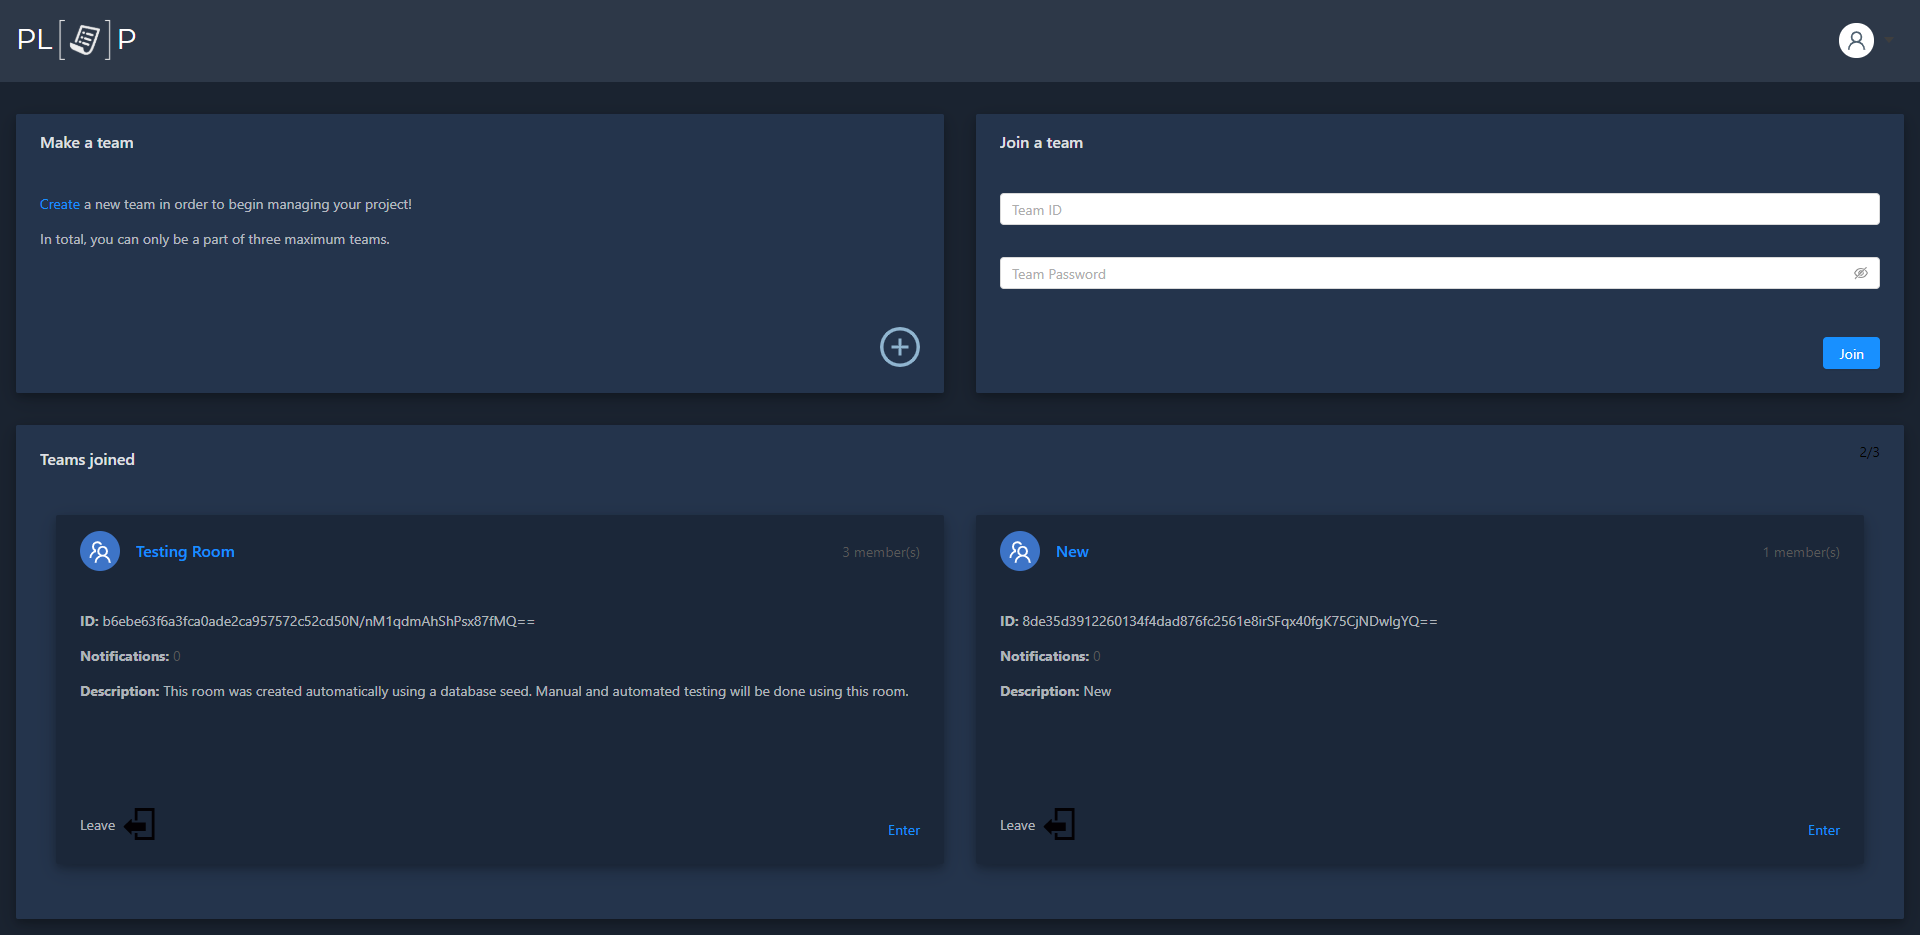 PL[ ]P
Make a team
Create a new team in order to begin managing your project!
In total, you can only be a part of three maximum teams.
Join a team
Team ID
Team Password
Join
Teams joined
2/3
Testing Room
3 member(s)
ID: b6ebe63f6a3fca0ade2ca957572c52cd50N/nM1qdmAhShPsx87fMQ==
Notifications: 0
Description: This room was created automatically using a database seed. Manual and automated testing will be done using this room.
Leave
Enter
New
1 member(s)
ID: 8de35d3912260134f4dad876fc2561e8irSFqx40fgK75CjNDwlgYQ==
Notifications: 0
Description: New
Leave
Enter